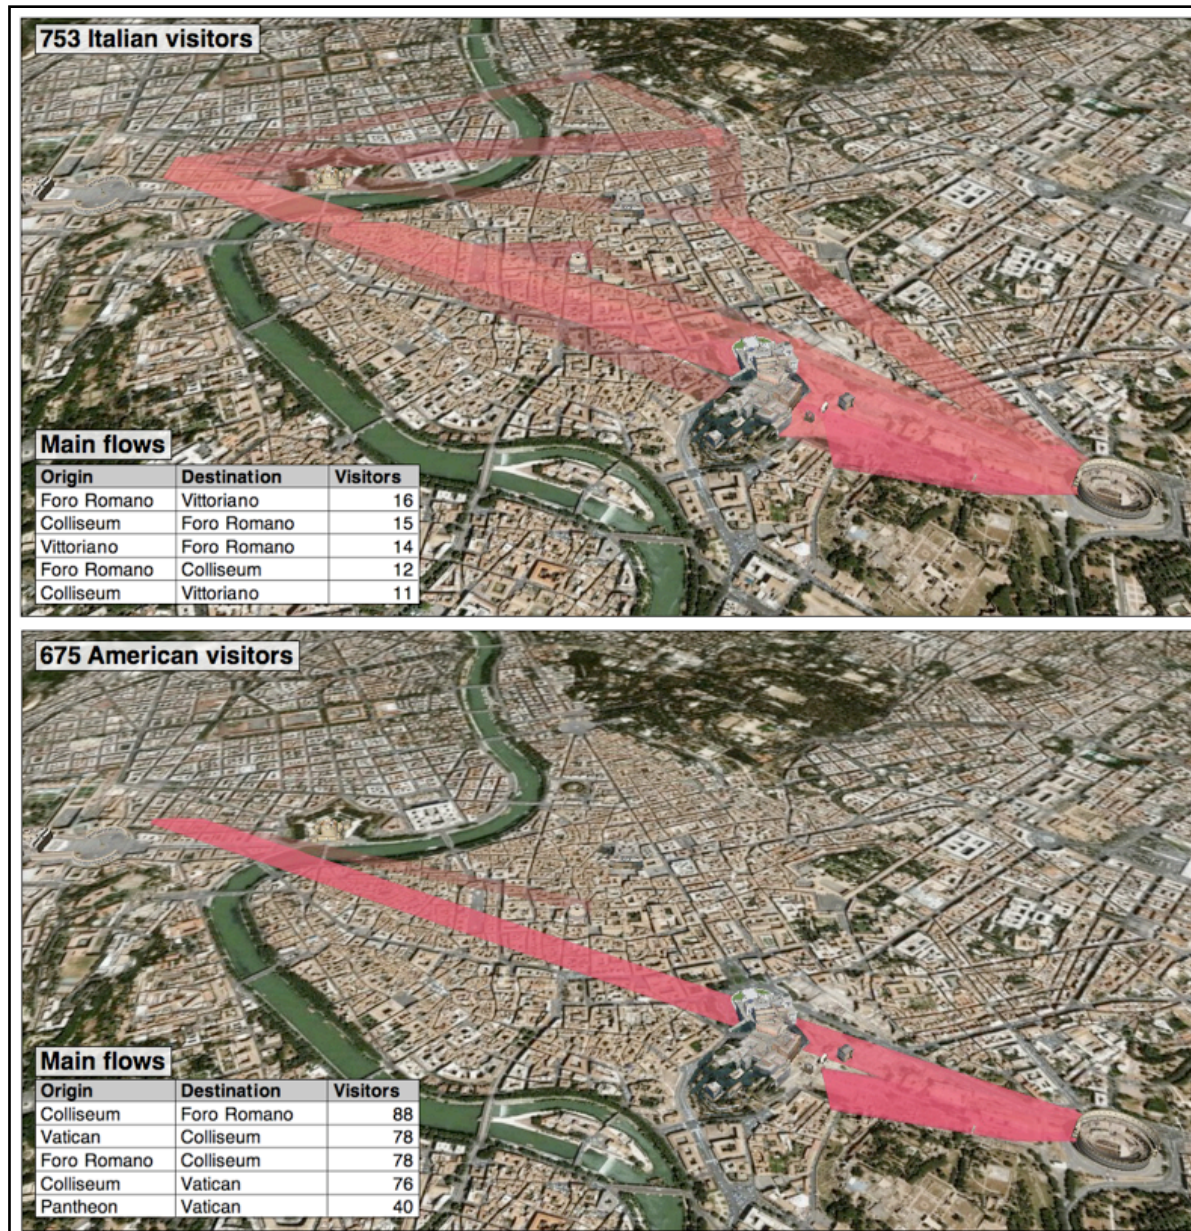 753 Italian visitors
Main flows
Origin Destination Visitors
Foro Romano Vittoriano 16
Colliseum Foro Romano 15
Vittoriano Foro Romano 14
Foro Romano Colliseum 12
Colliseum Vittoriano 11
675 American visitors
Main flows
Origin Destination Visitors
Colliseum Foro Romano 88
Vatican Colliseum 78
Foro Romano Colliseum 78
Colliseum Vatican 76
Pantheon Vatican 40